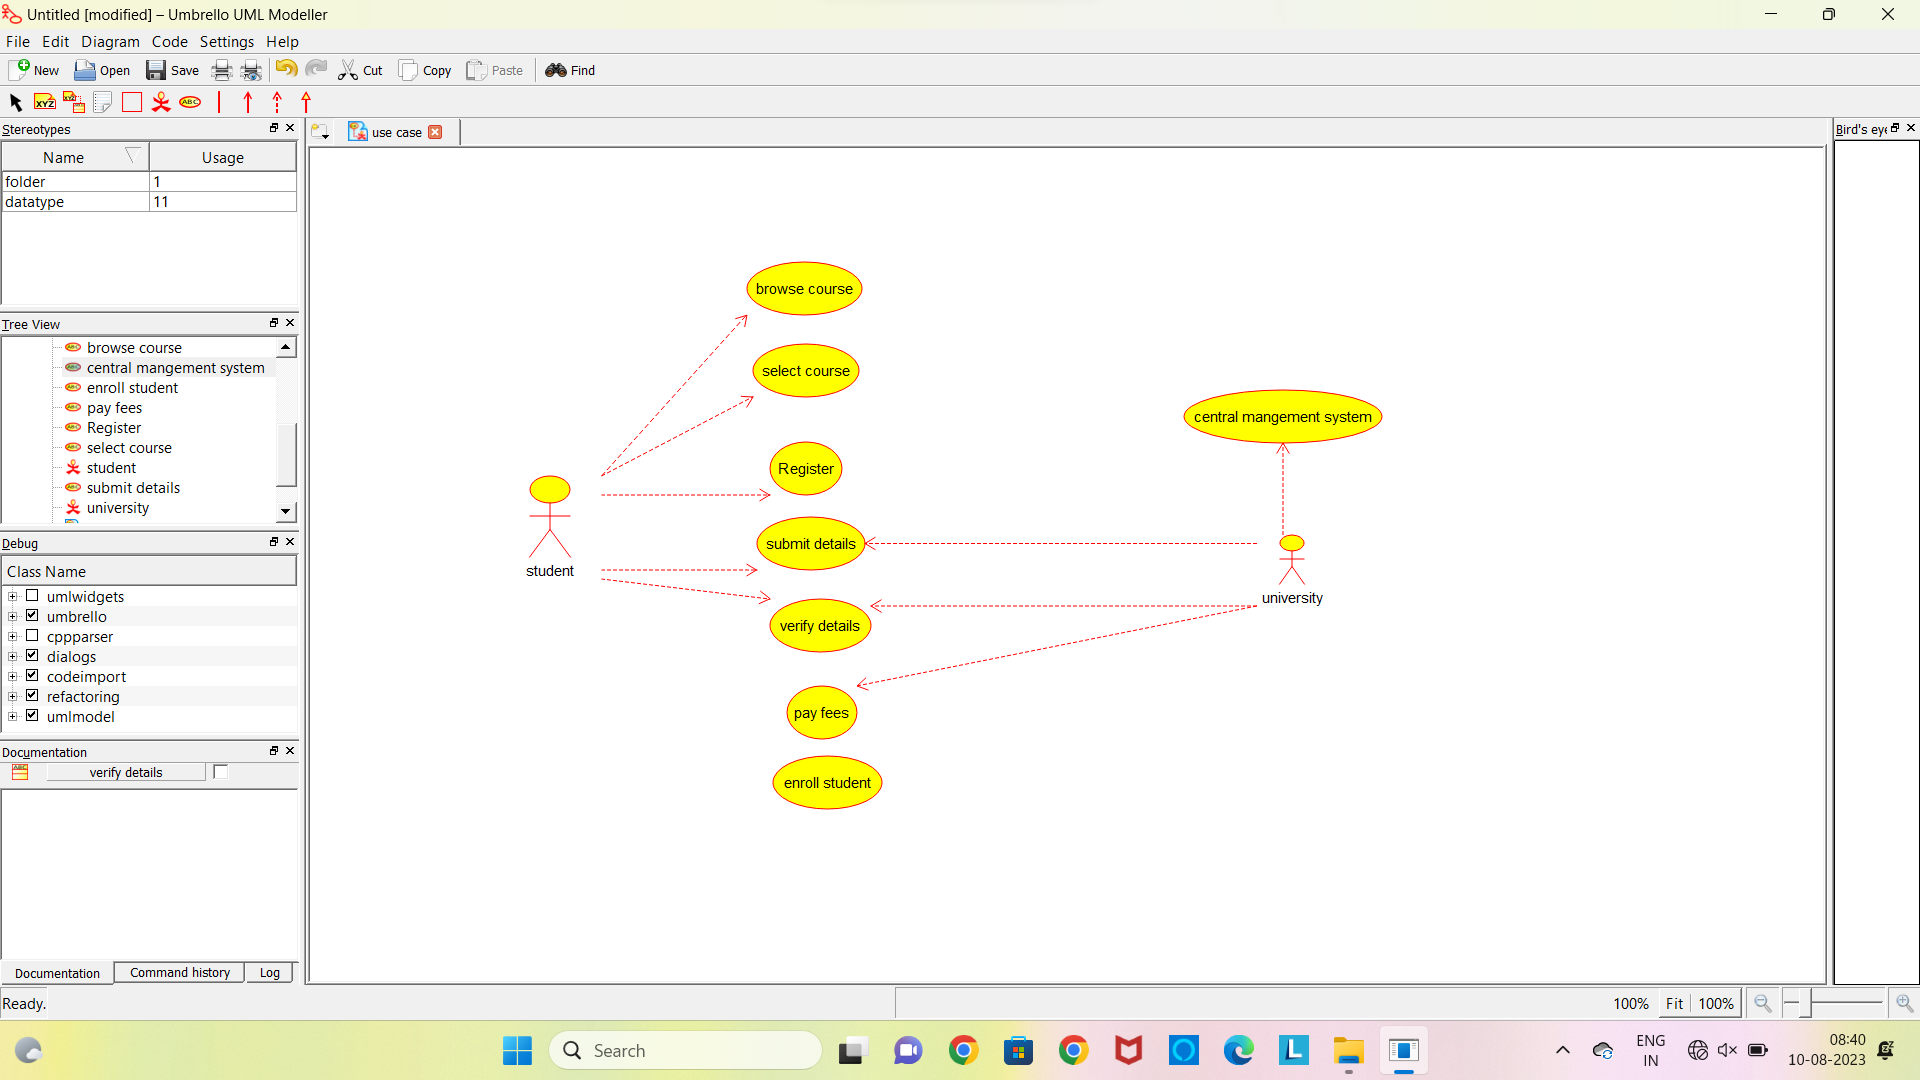 Untitled [modified] – Umbrello UML Modeller
File Edit Diagram Code Settings Help
New Open Save Cut Copy Paste Find
XYZ XYZ ABC
Stereotypes
Name Usage
folder 1
datatype 11
Tree View
browse course
central mangement system
enroll student
pay fees
Register
select course
student
submit details
university
Debug
Class Name
umlwidgets
umbrello
cppparser
dialogs
codeimport
refactoring
umlmodel
Documentation
ABC verify details
Documentation Command history Log
Ready.
use case
browse course
select course
Register
submit details
verify details
pay fees
enroll student
student
central mangement system
university
Bird's eye
100% Fit 100%
Search
L
ENG
IN
08:40
10-08-2023